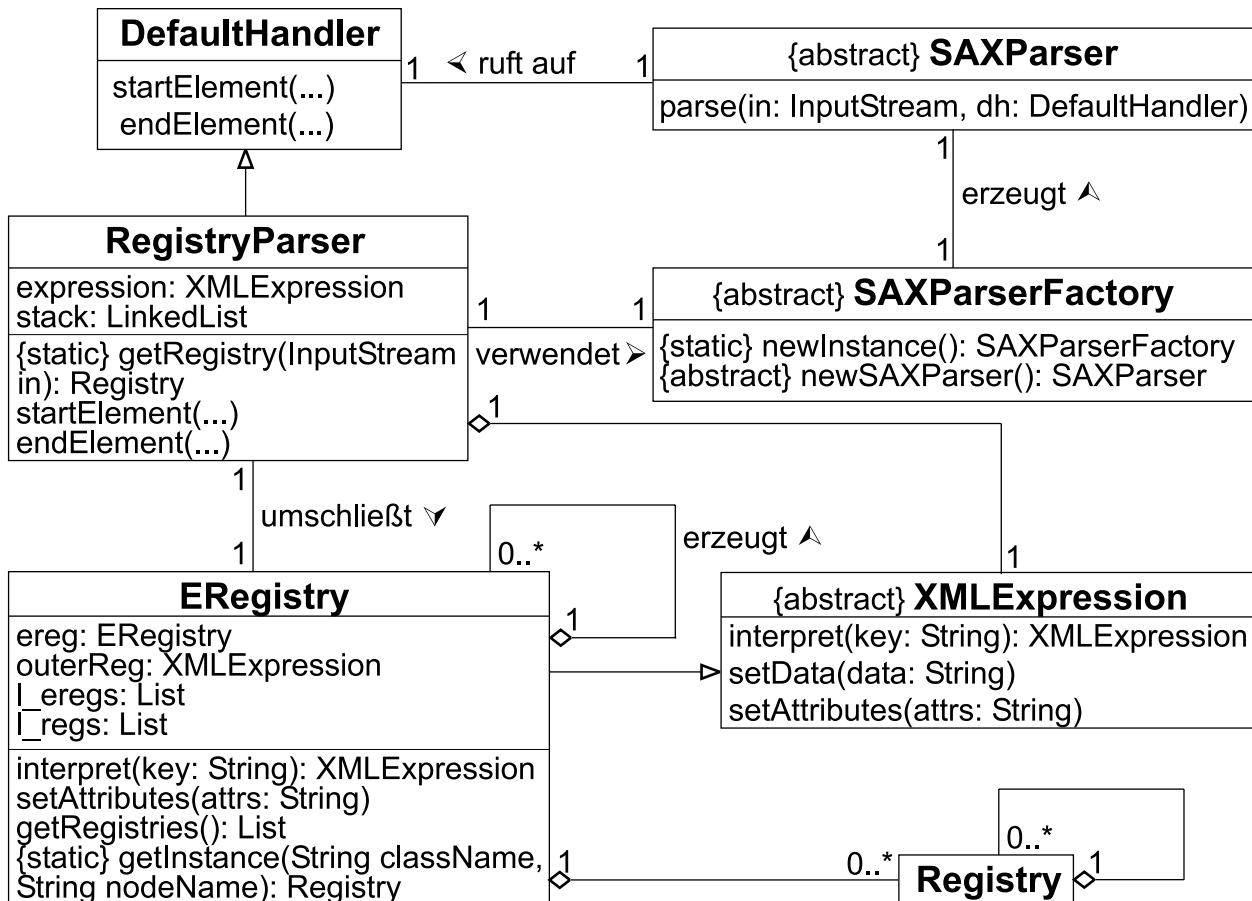 DefaultHandler
startElement(...)
endElement(...)
1
⮜ ruft auf
1
{abstract} SAXParser
parse(in: InputStream, dh: DefaultHandler)
1
erzeugt ⮝
1
RegistryParser
expression: XMLExpression
stack: LinkedList
{static} getRegistry(InputStream
in): Registry
startElement(...)
endElement(...)
1
1
verwendet ⮞
{abstract} SAXParserFactory
{static} newInstance(): SAXParserFactory
{abstract} newSAXParser(): SAXParser
1
1
umschließt ⮟
1
0..*
erzeugt ⮝
1
1
ERegistry
ereg: ERegistry
outerReg: XMLExpression
l_eregs: List
l_regs: List
interpret(key: String): XMLExpression
setAttributes(attrs: String)
getRegistries(): List
{static} getInstance(String className,
String nodeName): Registry
{abstract} XMLExpression
interpret(key: String): XMLExpression
setData(data: String)
setAttributes(attrs: String)
1
0..*
0..*
1
Registry